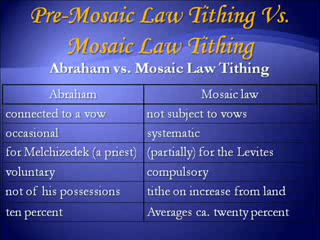 Pre-Mosaic Law Tithing Vs.
Mosaic Law Tithing
Abraham vs. Mosaic Law Tithing
Abraham Mosaic law
connected to a vow not subject to vows
occasional systematic
for Melchizedek (a priest) (partially) for the Levites
voluntary compulsory
not of his possessions tithe on increase from land
ten percent Averages ca. twenty percent